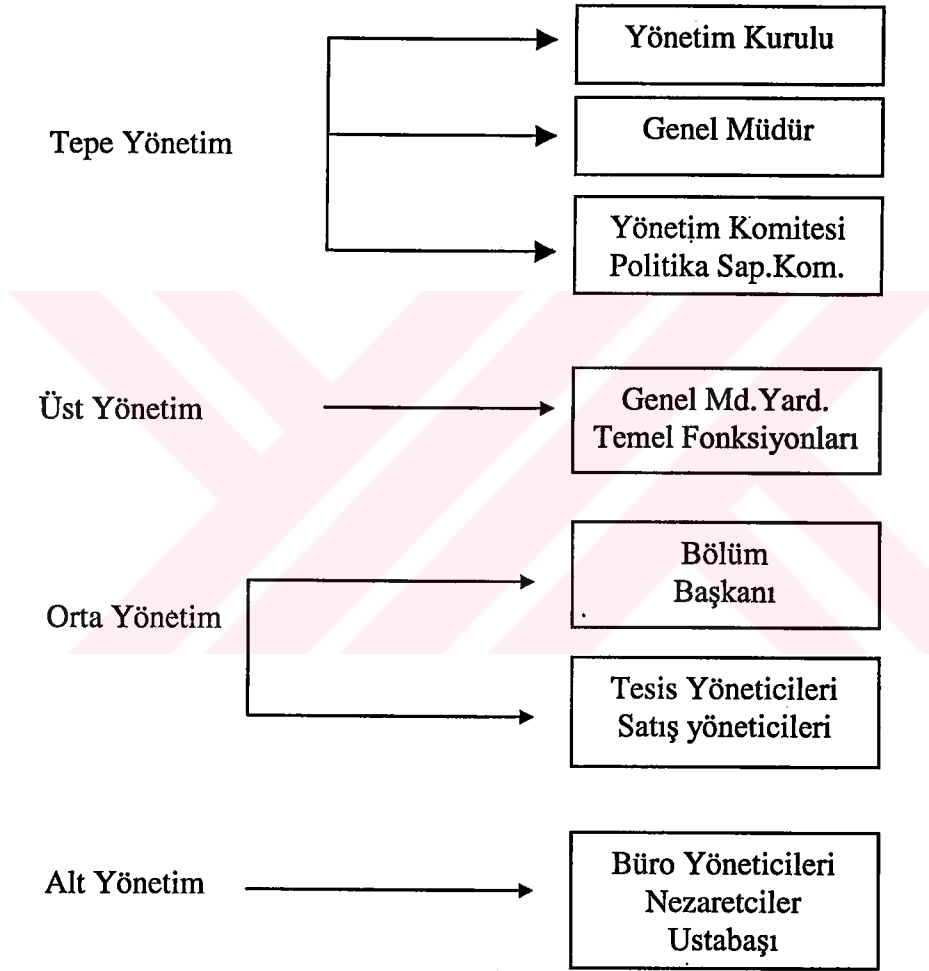 Yönetim Kurulu
Tepe Yönetim
Genel Müdür
Yönetim Komitesi
Politika Sap.Kom.
Üst Yönetim
Genel Md.Yard.
Temel Fonksiyonları
Orta Yönetim
Bölüm
Başkanı
Tesis Yöneticileri
Satış yöneticileri
Alt Yönetim
Büro Yöneticileri
Nezaretciler
Ustabaşı